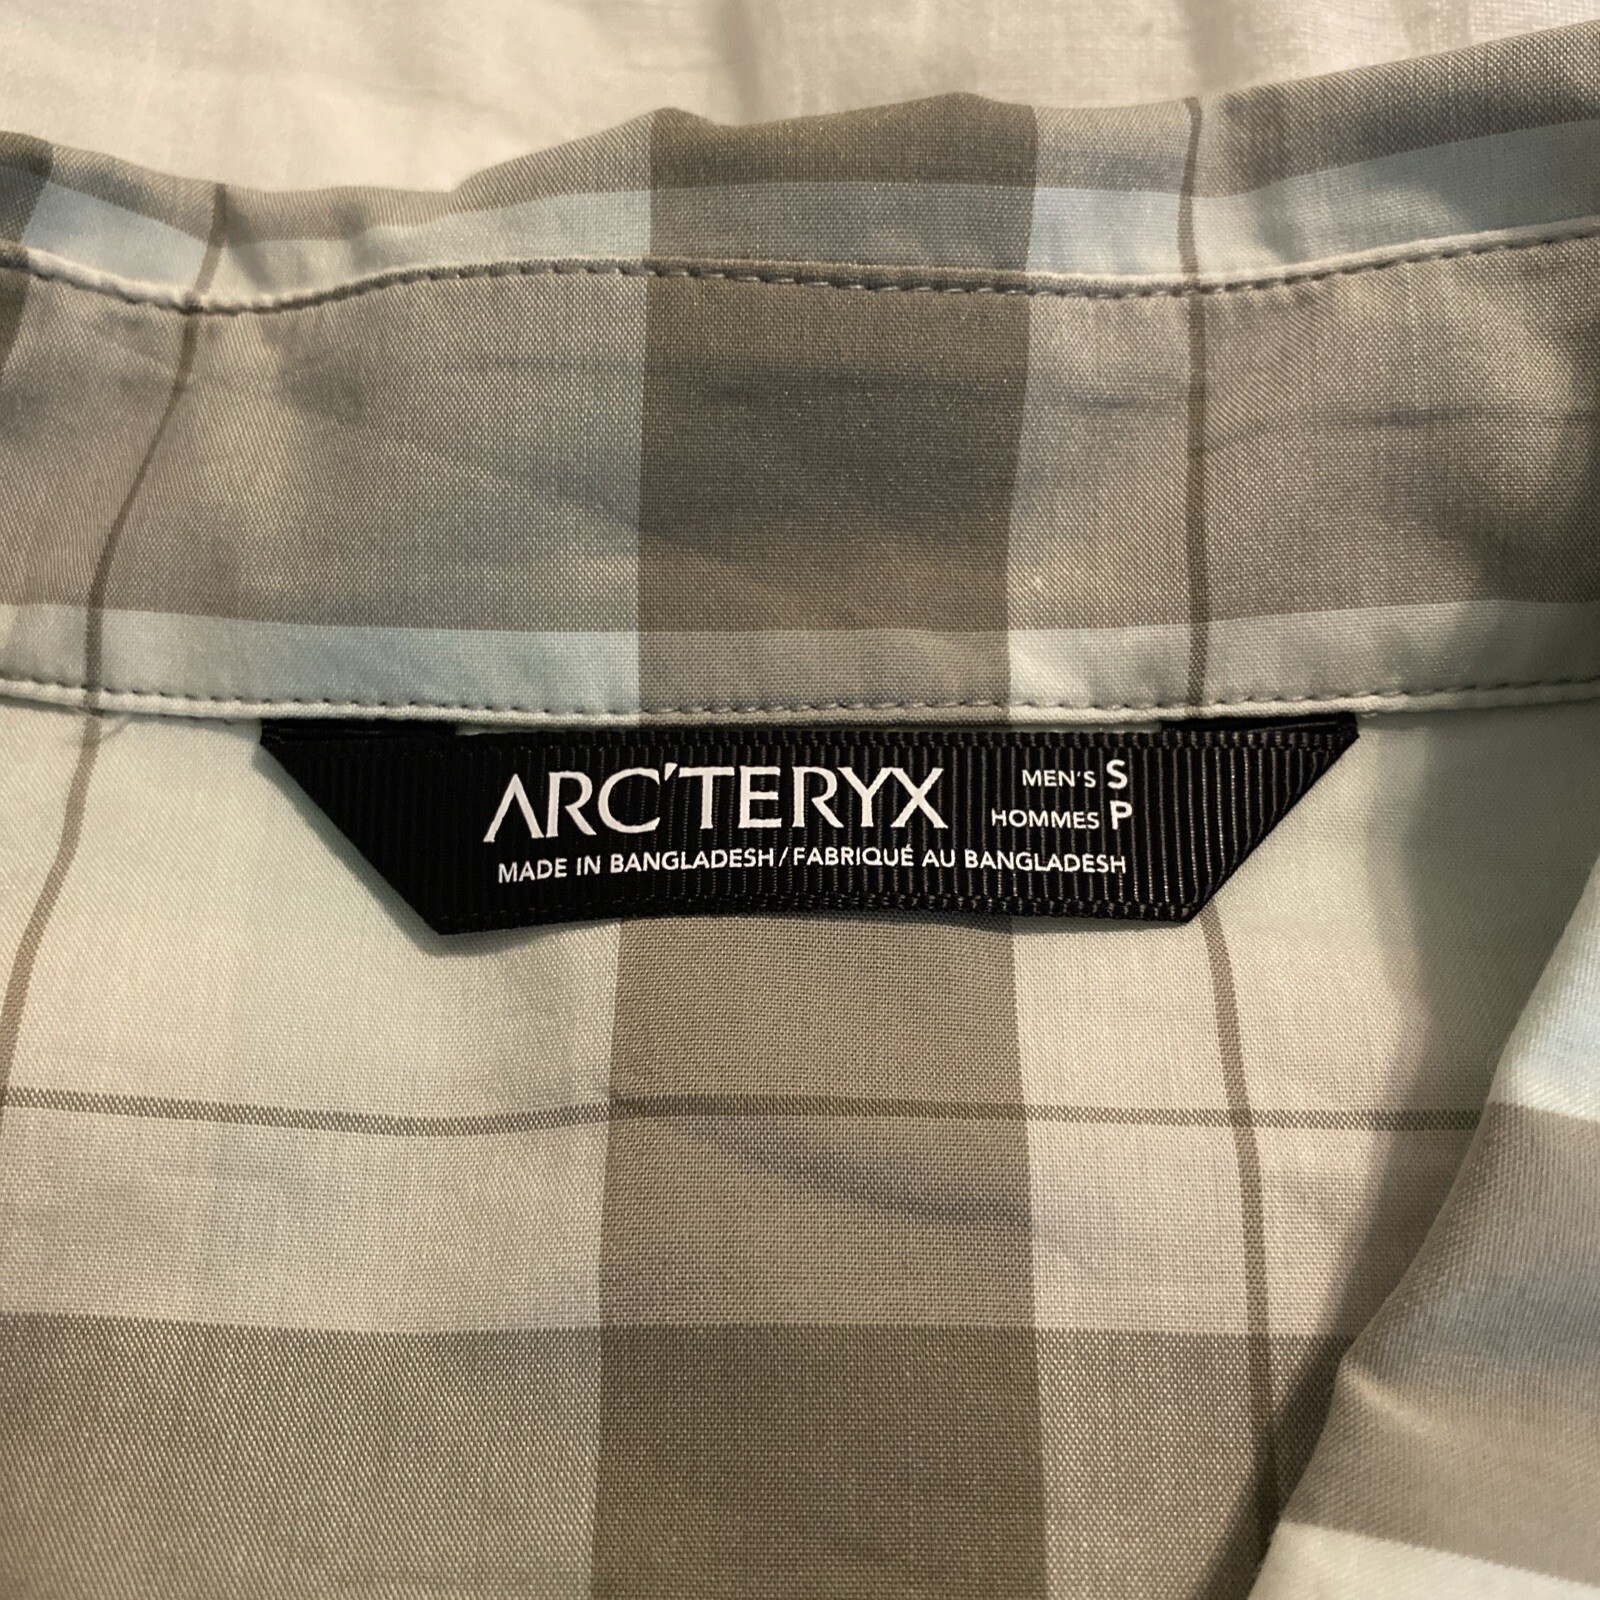 ARC'TERYX
MEN'S S
HOMMES P
MADE IN BANGLADESH/FABRIQUÉ AU BANGLADESH